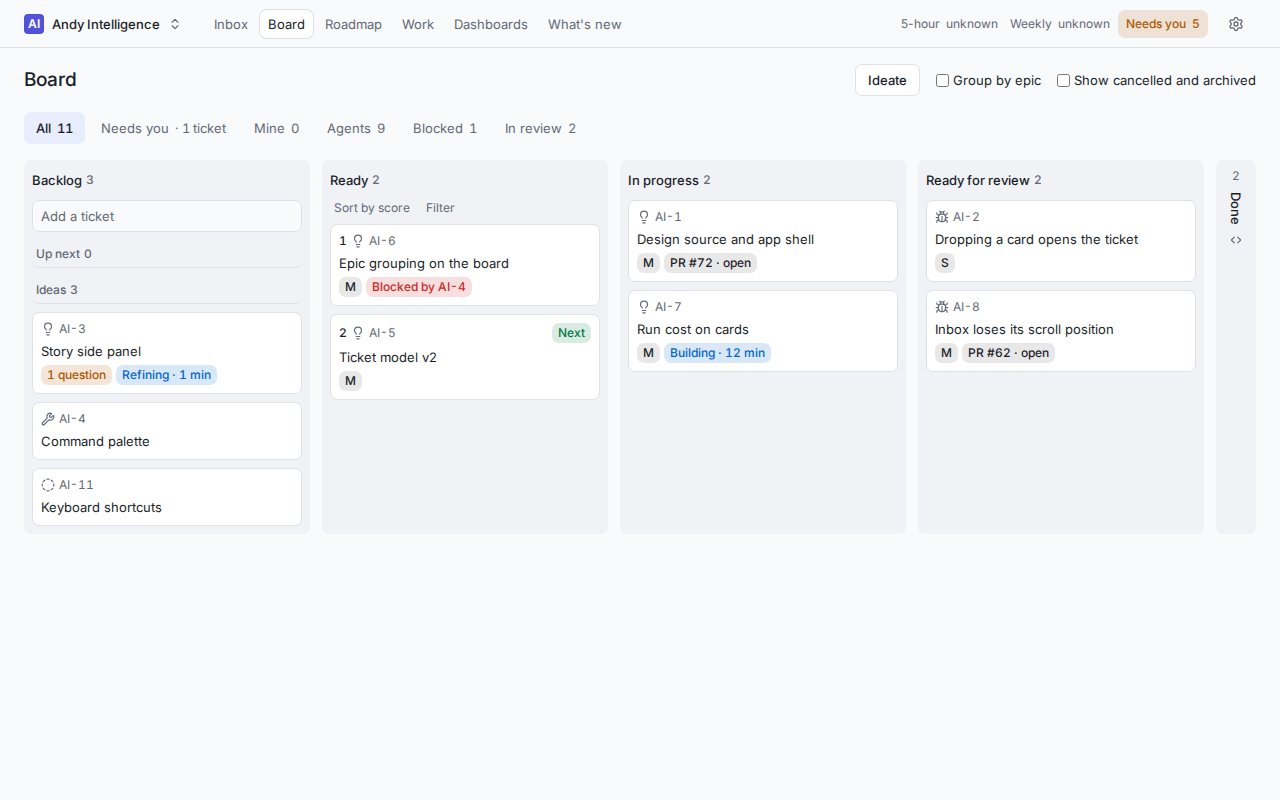 AI Andy Intelligence Inbox Board Roadmap Work Dashboards What's new 5-hour unknown Weekly unknown Needs you 5
Board Ideate Group by epic Show cancelled and archived
All 11 Needs you · 1 ticket Mine 0 Agents 9 Blocked 1 In review 2
Backlog 3
Add a ticket
Up next 0
Ideas 3
AI-3
Story side panel
1 question Refining · 1 min
AI-4
Command palette
AI-11
Keyboard shortcuts
Ready 2
Sort by score Filter
1 AI-6
Epic grouping on the board
M Blocked by AI-4
2 AI-5 Next
Ticket model v2
M
In progress 2
AI-1
Design source and app shell
M PR #72 · open
AI-7
Run cost on cards
M Building · 12 min
Ready for review 2
AI-2
Dropping a card opens the ticket
S
AI-8
Inbox loses its scroll position
M PR #62 · open
2
Done